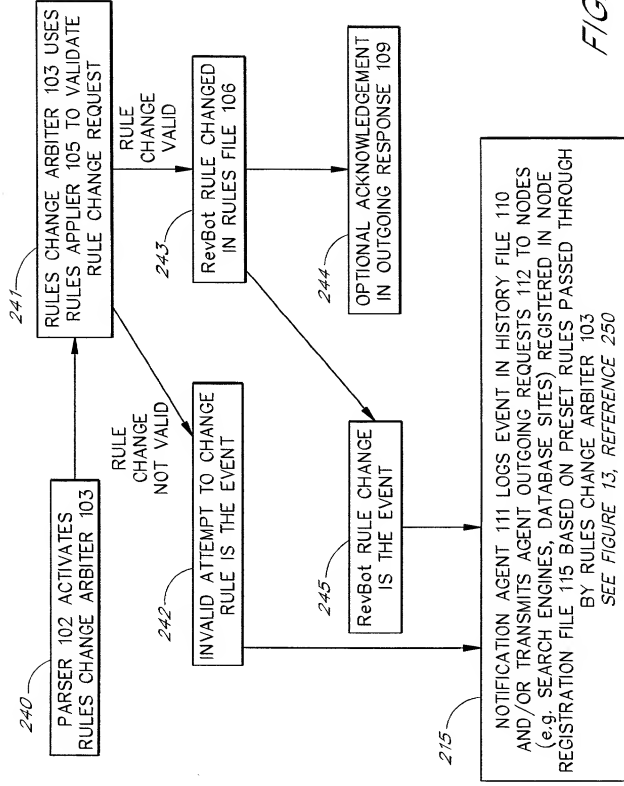 240
PARSER 102 ACTIVATES
RULES CHANGE ARBITER 103
241
RULES CHANGE ARBITER 103 USES
RULES APPLIER 105 TO VALIDATE
RULE CHANGE REQUEST
RULE
CHANGE
NOT VALID
RULE
CHANGE
VALID
242
INVALID ATTEMPT TO CHANGE
RULE IS THE EVENT
243
RevBot RULE CHANGED
IN RULES FILE 106
245
RevBot RULE CHANGE
IS THE EVENT
244
OPTIONAL ACKNOWLEDGEMENT
IN OUTGOING RESPONSE 109
215
NOTIFICATION AGENT 111 LOGS EVENT IN HISTORY FILE 110
AND/OR TRANSMITS AGENT OUTGOING REQUESTS 112 TO NODES
(e.g. SEARCH ENGINES, DATABASE SITES) REGISTERED IN NODE
REGISTRATION FILE 115 BASED ON PRESET RULES PASSED THROUGH
BY RULES CHANGE ARBITER 103
SEE FIGURE 13, REFERENCE 250
FIG